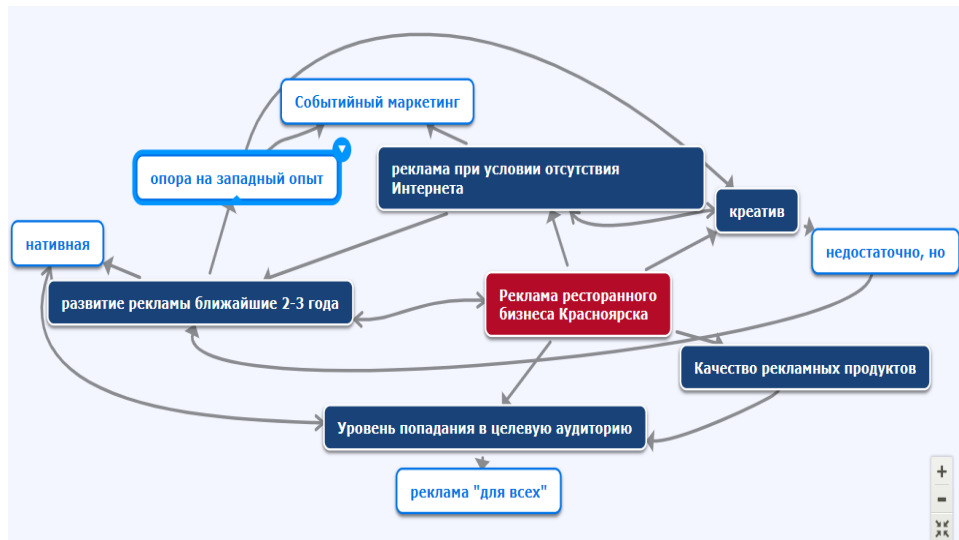 Событийный маркетинг
опора на западный опыт
реклама при условии отсутствия
Интернета
креатив
нативная
недостаточно, но
развитие рекламы ближайшие 2-3 года
Реклама ресторанного
бизнеса Красноярска
Качество рекламных продуктов
Уровень попадания в целевую аудиторию
реклама "для всех"